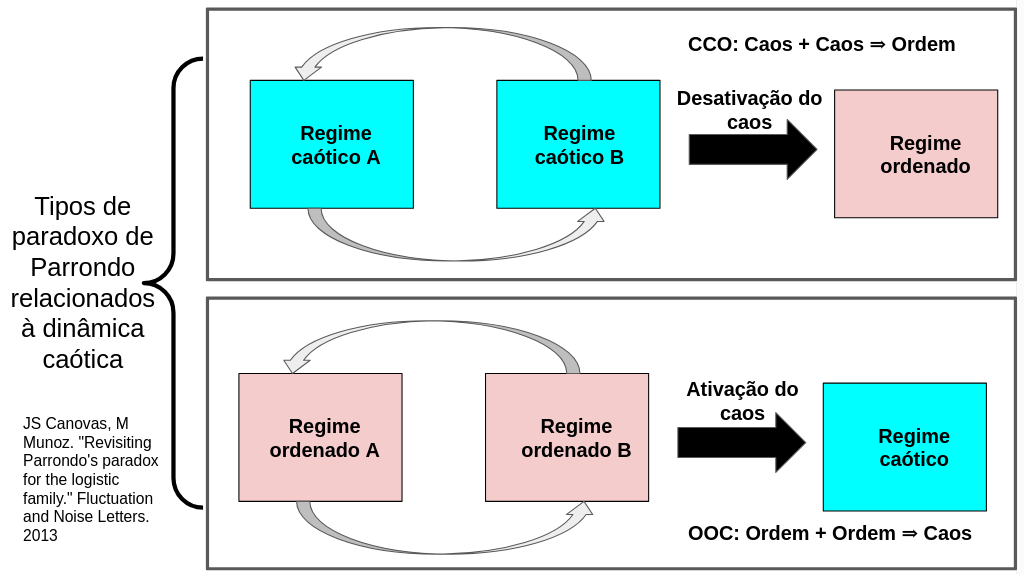 Tipos de
paradoxo de
Parrondo
relacionados
à dinâmica
caótica
JS Canovas, M
Munoz. "Revisiting
Parrondo's paradox
for the logistic
family." Fluctuation
and Noise Letters.
2013
CCO: Caos + Caos ⇒ Ordem
Regime
caótico A
Regime
caótico B
Desativação do
caos
Regime
ordenado
Regime
ordenado A
Regime
ordenado B
Ativação do
caos
Regime
caótico
OOC: Ordem + Ordem ⇒ Caos